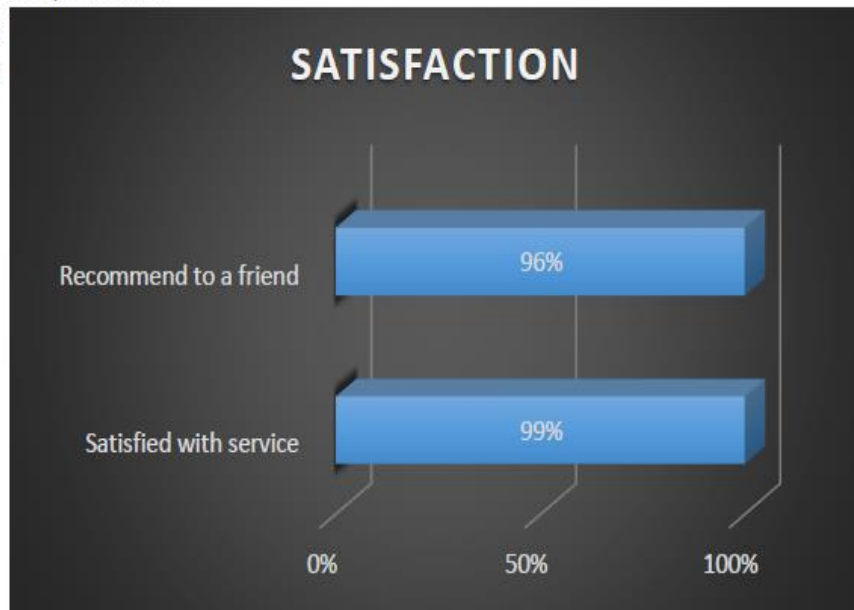 SATISFACTION
Recommend to a friend
96%
Satisfied with service
99%
0% 50% 100%